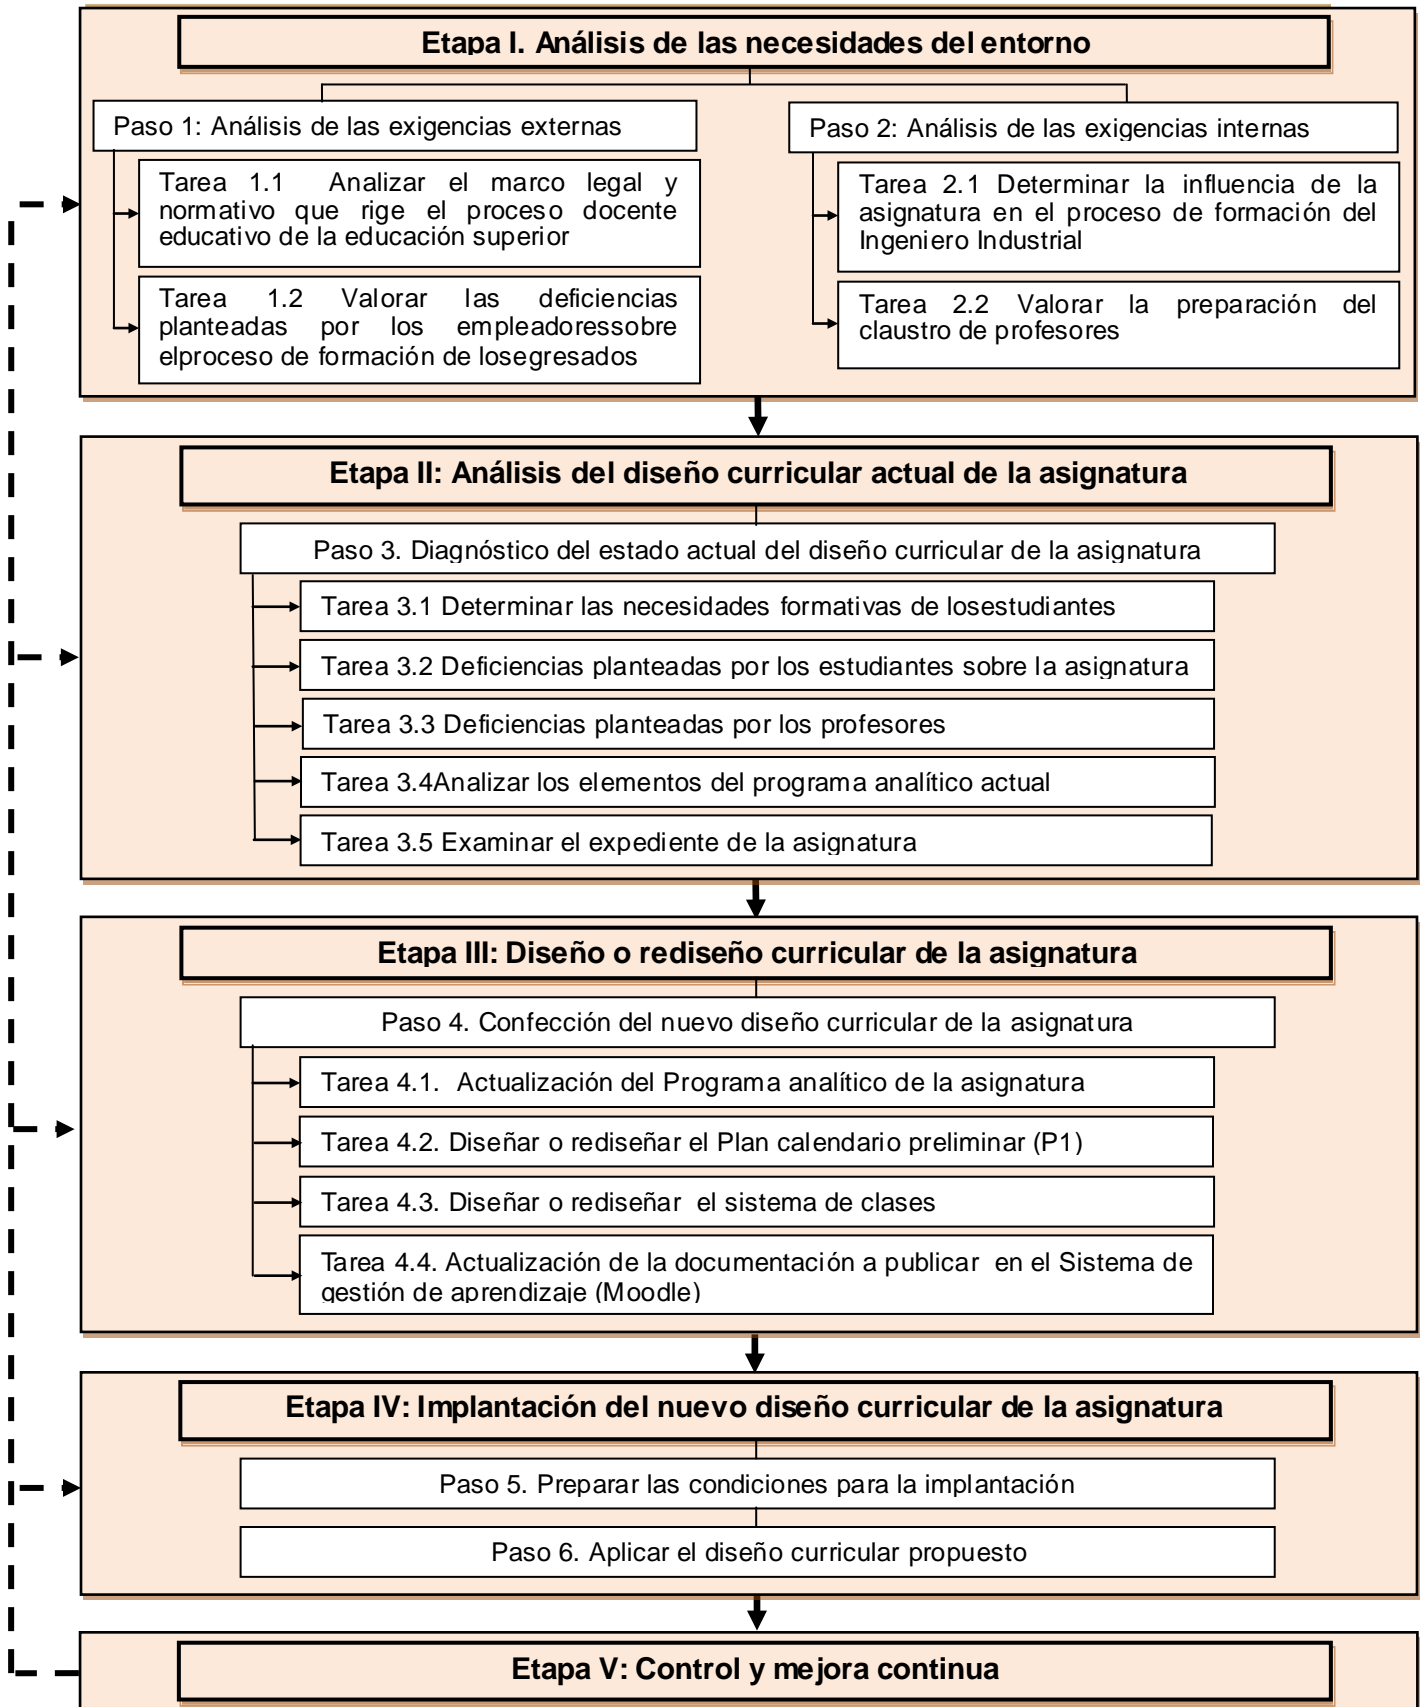 Etapa I. Análisis de las necesidades del entorno
Paso 1: Análisis de las exigencias externas
Tarea 1.1 Analizar el marco legal y
normativo que rige el proceso docente
educativo de la educación superior
Tarea 1.2 Valorar las deficiencias
planteadas por los empleadoressobre
elproceso de formación de losegresados
Paso 2: Análisis de las exigencias internas
Tarea 2.1 Determinar la influencia de la
asignatura en el proceso de formación del
Ingeniero Industrial
Tarea 2.2 Valorar la preparación del
claustro de profesores
Etapa II: Análisis del diseño curricular actual de la asignatura
Paso 3. Diagnóstico del estado actual del diseño curricular de la asignatura
Tarea 3.1 Determinar las necesidades formativas de losestudiantes
Tarea 3.2 Deficiencias planteadas por los estudiantes sobre la asignatura
Tarea 3.3 Deficiencias planteadas por los profesores
Tarea 3.4Analizar los elementos del programa analítico actual
Tarea 3.5 Examinar el expediente de la asignatura
Etapa III: Diseño o rediseño curricular de la asignatura
Paso 4. Confección del nuevo diseño curricular de la asignatura
Tarea 4.1. Actualización del Programa analítico de la asignatura
Tarea 4.2. Diseñar o rediseñar el Plan calendario preliminar (P1)
Tarea 4.3. Diseñar o rediseñar el sistema de clases
Tarea 4.4. Actualización de la documentación a publicar en el Sistema de
gestión de aprendizaje (Moodle)
Etapa IV: Implantación del nuevo diseño curricular de la asignatura
Paso 5. Preparar las condiciones para la implantación
Paso 6. Aplicar el diseño curricular propuesto
Etapa V: Control y mejora continua